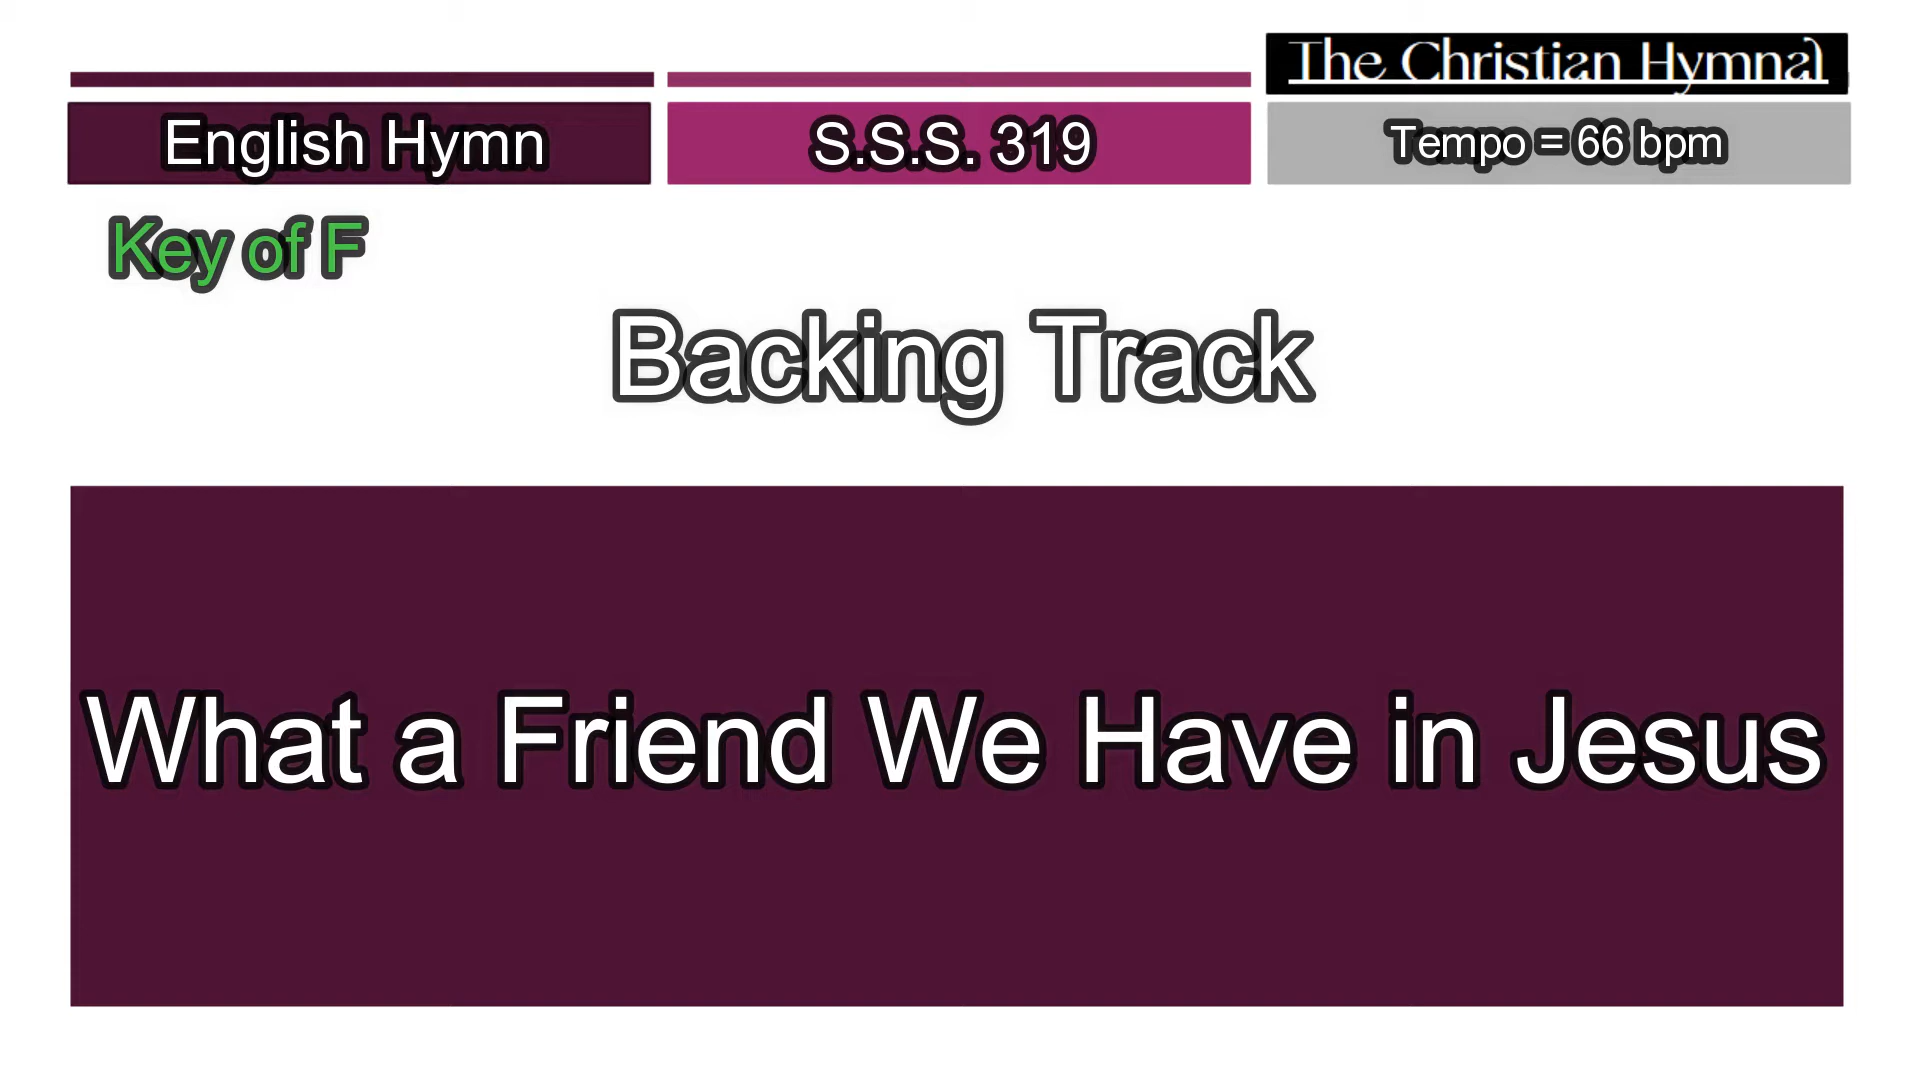 The Christian Hymnal
English Hymn
S.S.S. 319
Tempo = 66 bpm
Key of F
Backing Track
What a Friend We Have in Jesus